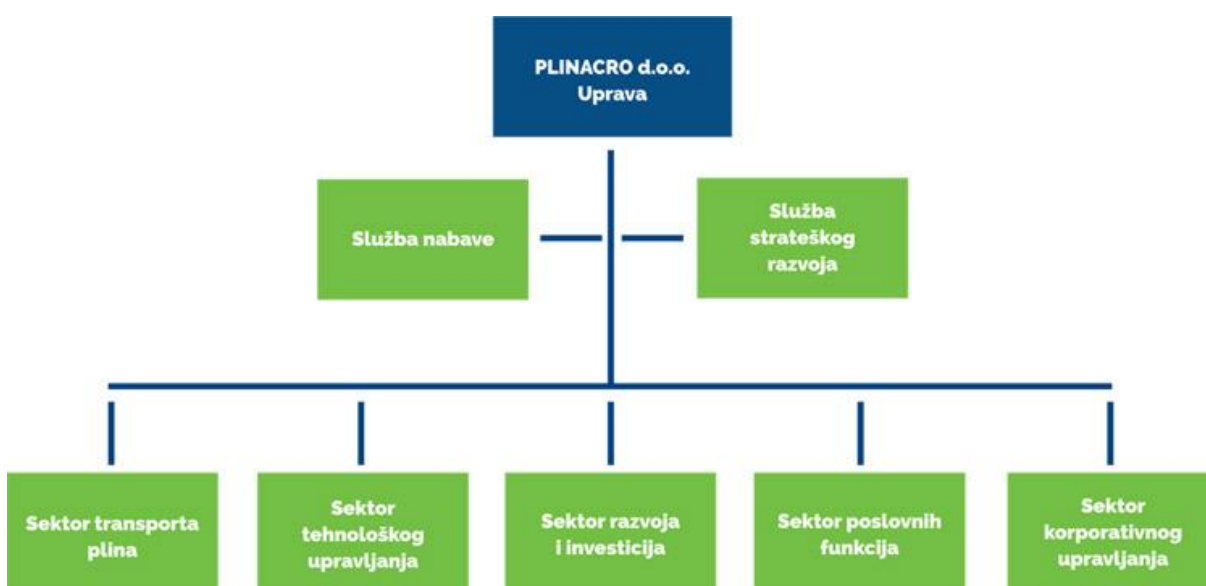 PLINACRO d.o.o.
Uprava
Služba nabave
Služba
strateškog
razvoja
Sektor transporta
plina
Sektor
tehnološkog
upravljanja
Sektor razvoja
i investicija
Sektor poslovnih
funkcija
Sektor
korporativnog
upravljanja